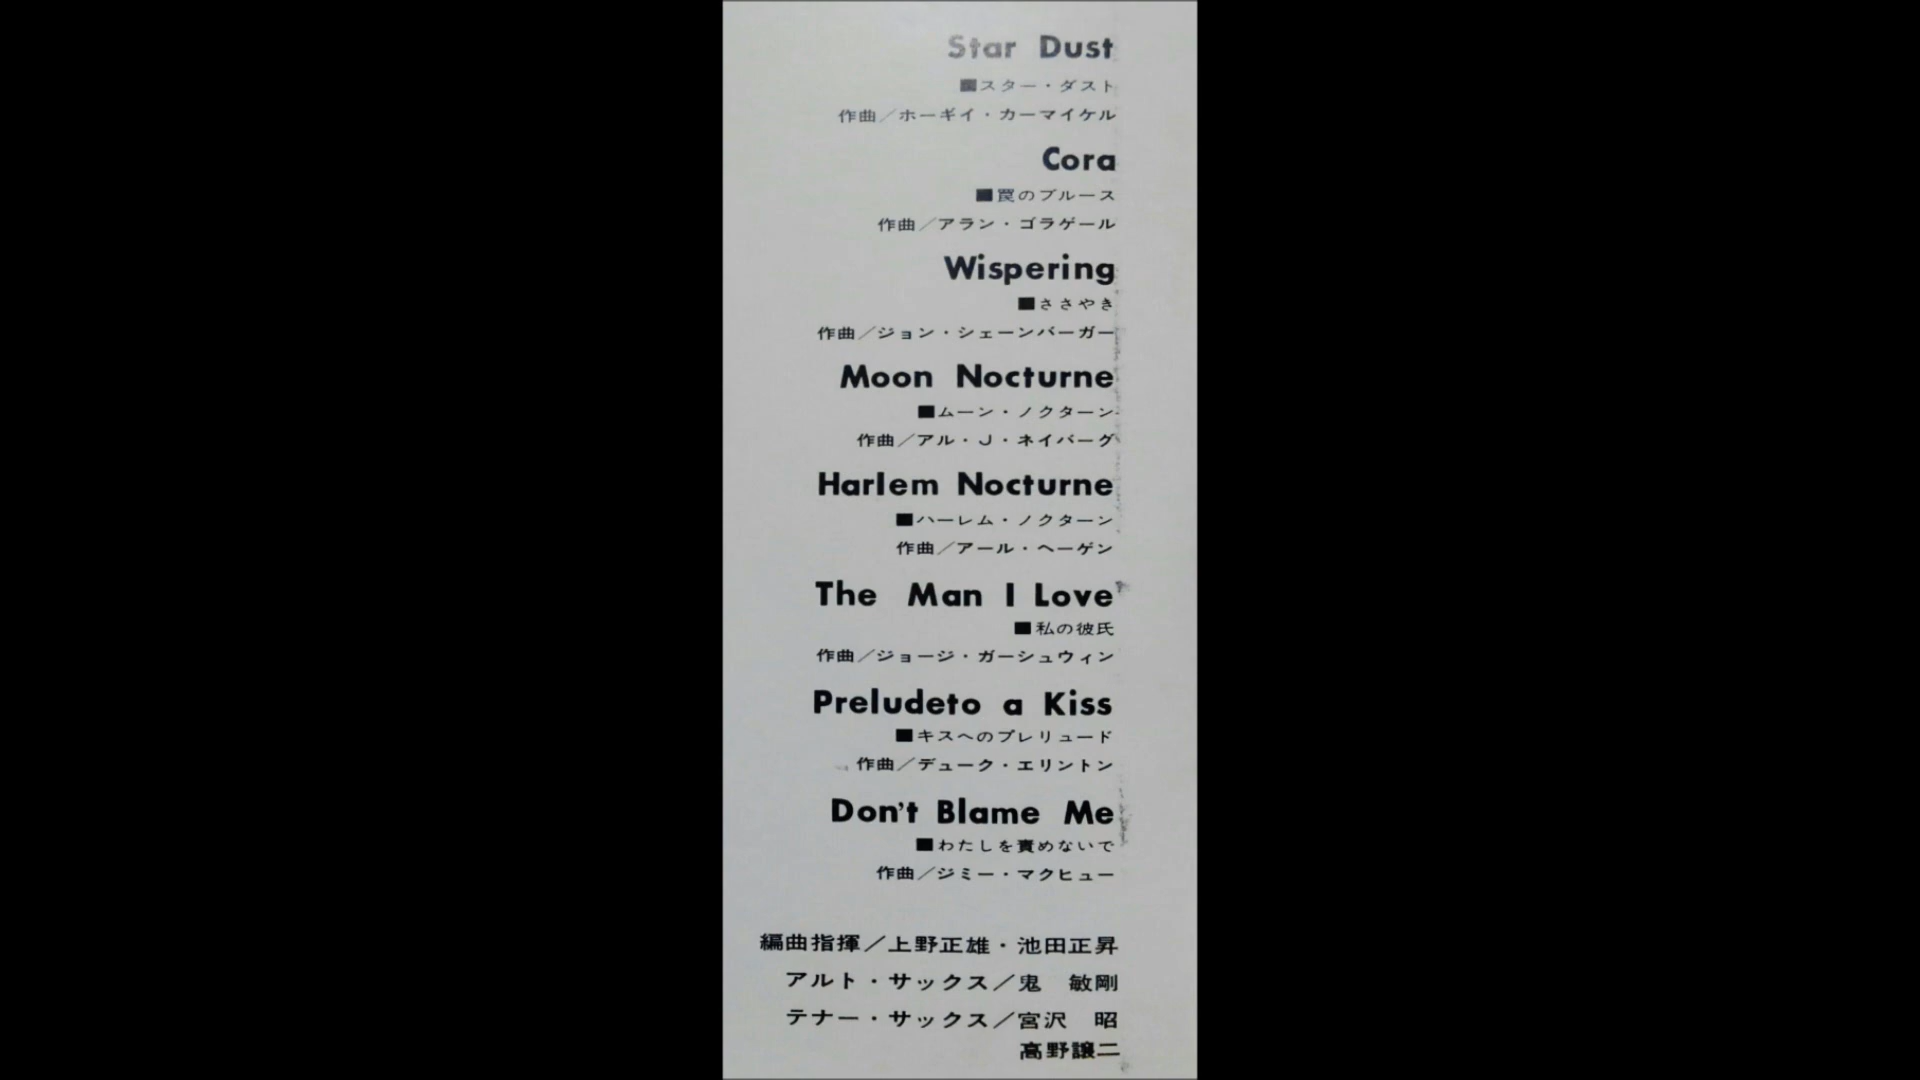 Star Dust
■スター・ダスト
作曲／ホーギイ・カーマイケル
Cora
■罠のブルース
作曲／アラン・ゴラゲール
Wispering
■ささやき
作曲／ジョン・シェーンバーガー
Moon Nocturne
■ムーン・ノクターン
作曲／アル・J・ネイバーグ
Harlem Nocturne
■ハーレム・ノクターン
作曲／アール・ヘーゲン
The Man I Love
■私の彼氏
作曲／ジョージ・ガーシュウィン
Preludeto a Kiss
■キスへのプレリュード
作曲／デューク・エリントン
Don't Blame Me
■わたしを責めないで
作曲／ジミー・マクヒュー
編曲指揮／上野正雄・池田正昇
アルト・サックス／鬼　敏剛
テナー・サックス／宮沢　昭
高野譲二